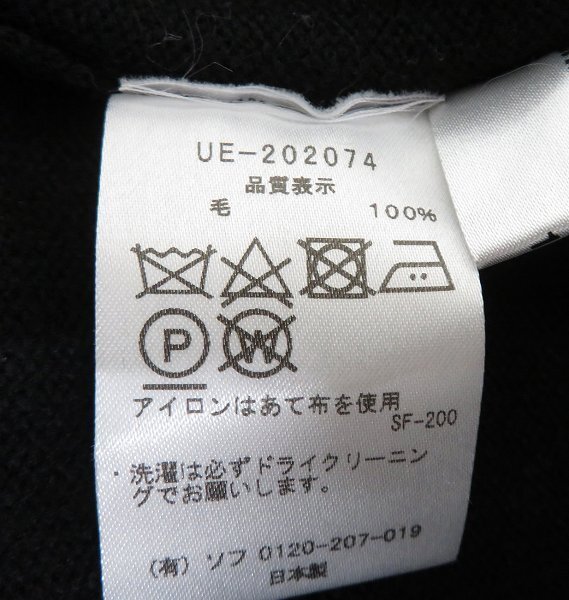 UE-202074
品質表示
毛 100%
P W
アイロンはあて布を使用
SF-200
・洗濯は必ずドライクリーニン
グでお願いします。
(有) ソフ 0120-207-019
日本製